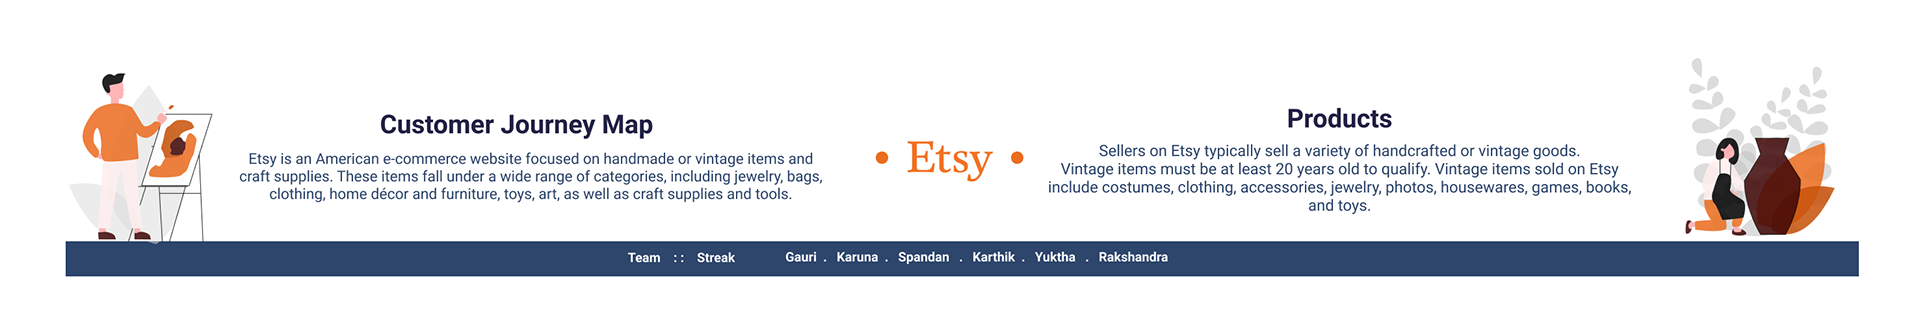 Customer Journey Map
Etsy is an American e-commerce website focused on handmade or vintage items and
craft supplies. These items fall under a wide range of categories, including jewelry, bags,
clothing, home décor and furniture, toys, art, as well as craft supplies and tools.
• Etsy •
Products
Sellers on Etsy typically sell a variety of handcrafted or vintage goods.
Vintage items must be at least 20 years old to qualify. Vintage items sold on Etsy
include costumes, clothing, accessories, jewelry, photos, housewares, games, books,
and toys.
Team :: Streak Gauri . Karuna . Spandan . Karthik . Yuktha . Rakshandra